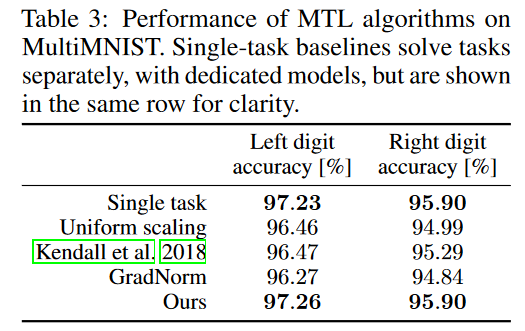 Table 3: Performance of MTL algorithms on
MultiMNIST. Single-task baselines solve tasks
separately, with dedicated models, but are shown
in the same row for clarity.
Left digit Right digit
accuracy [%] accuracy [%]
Single task 97.23 95.90
Uniform scaling 96.46 94.99
Kendall et al. 2018 96.47 95.29
GradNorm 96.27 94.84
Ours 97.26 95.90